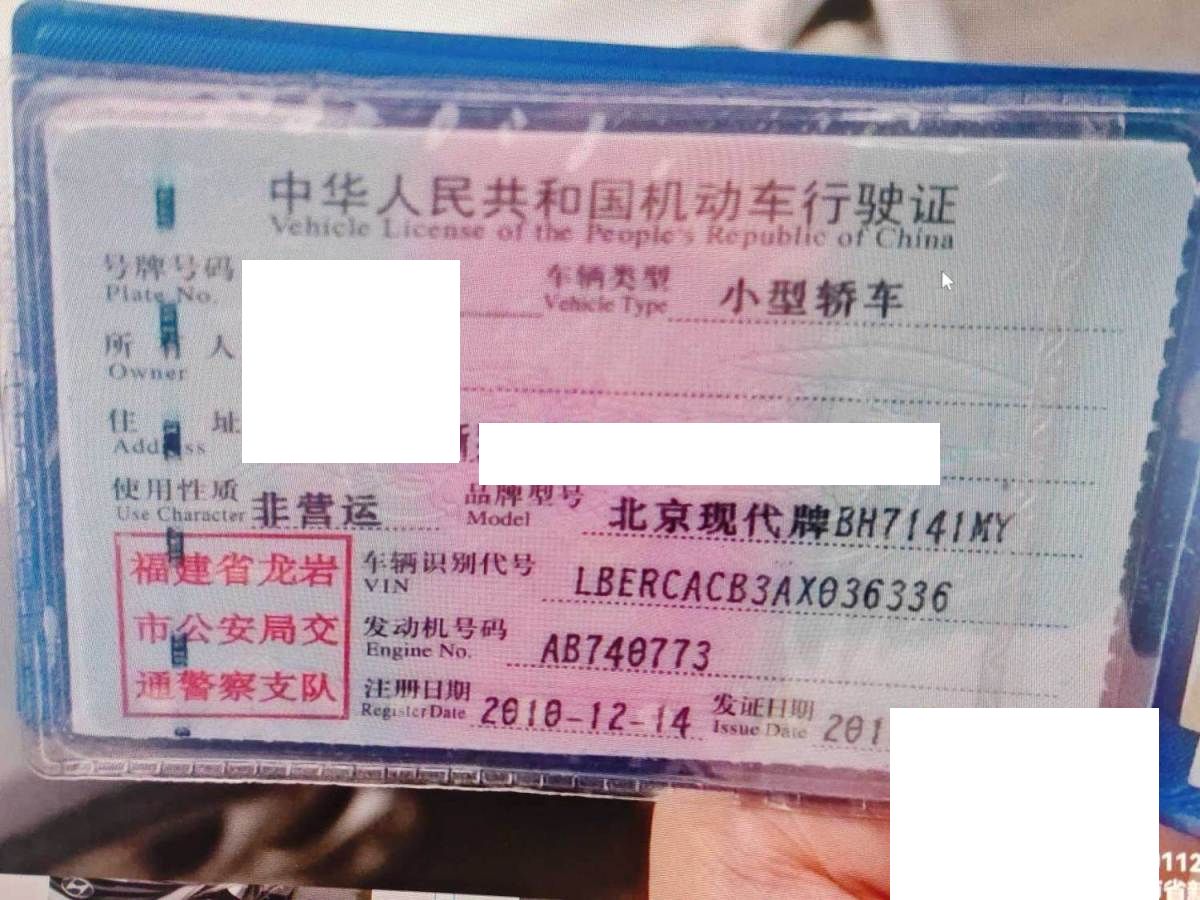 中华人民共和国机动车行驶证
Vehicle License of the People's Republic of China
号牌号码 车辆类型 小型轿车
Plate No. Vehicle Type
所有人
Owner
住址
Address
使用性质 非营运 品牌型号 北京现代牌BH7141MY
Use Character Model
福建省龙岩
市公安局交
通警察支队
车辆识别代号 LBERCACB3AX036336
VIN
发动机号码 AB740773
Engine No.
注册日期 2010-12-14 发证日期 201
Register Date Issue Date
112
省